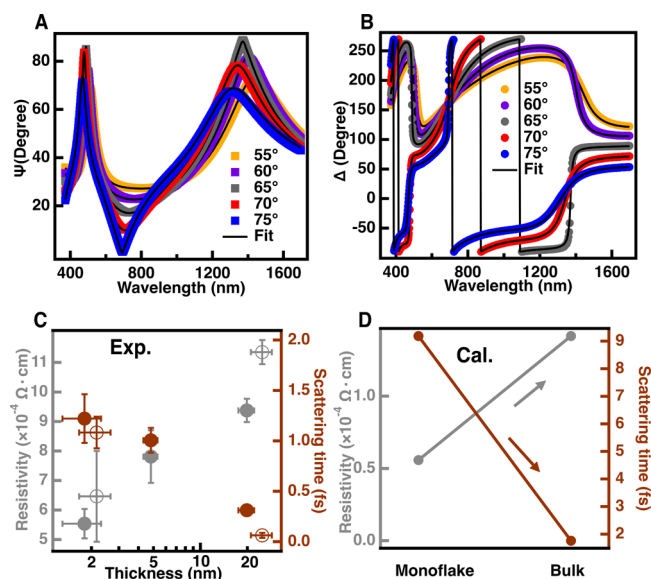 A
Ψ(Degree)
80
60
40
20
55°
60°
65°
70°
75°
Fit
400
800
1200
1600
Wavelength (nm)
B
Δ (Degree)
250
200
150
100
50
0
-50
55°
60°
65°
70°
75°
Fit
400
800
1200
1600
Wavelength (nm)
C
Exp.
Resistivity (×10⁻⁴ Ω·cm)
11
10
9
8
7
6
5
2.0
1.5
1.0
0.5
0.0
Scattering time (fs)
2
5
10
20
Thickness (nm)
D
Cal.
Resistivity (×10⁻⁴ Ω·cm)
1.0
0.5
0.0
9
8
7
6
5
4
3
2
Scattering time (fs)
Monoflake
Bulk